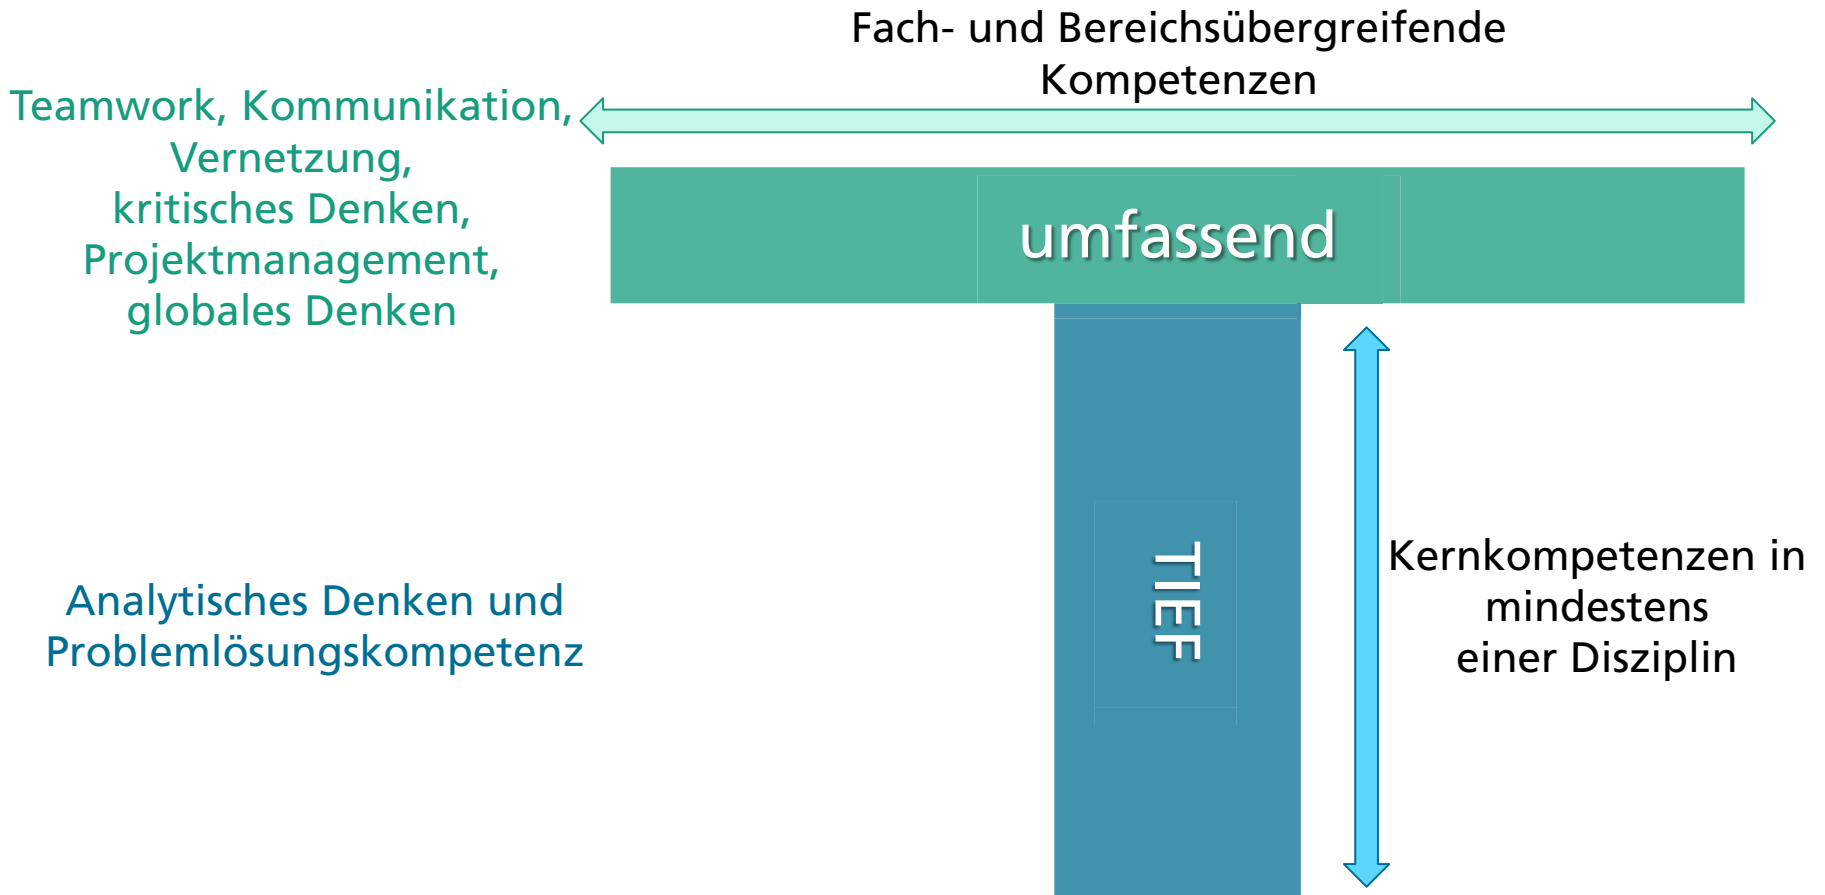 Fach- und Bereichsübergreifende
Kompetenzen
Teamwork, Kommunikation,
Vernetzung,
kritisches Denken,
Projektmanagement,
globales Denken
umfassend
TIEF
Analytisches Denken und
Problemlösungskompetenz
Kernkompetenzen in
mindestens
einer Disziplin